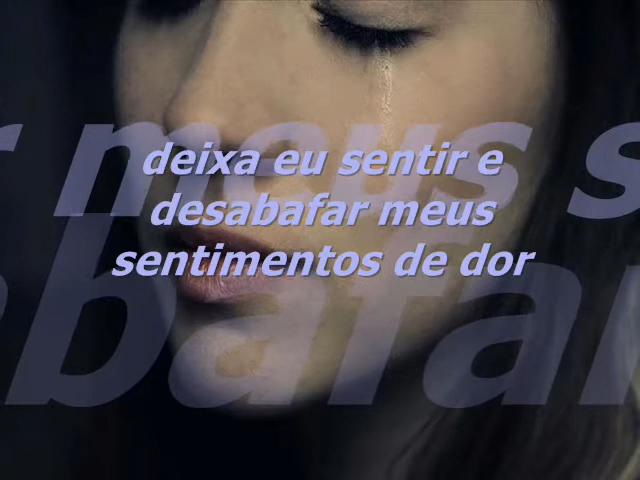 deixa eu sentir e
desabafar meus
sentimentos de dor